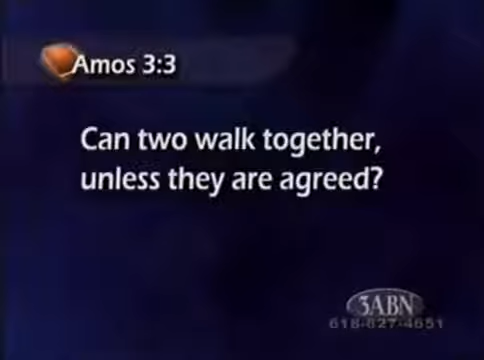 Amos 3:3
Can two walk together,
unless they are agreed?
3ABN
618-627-4651